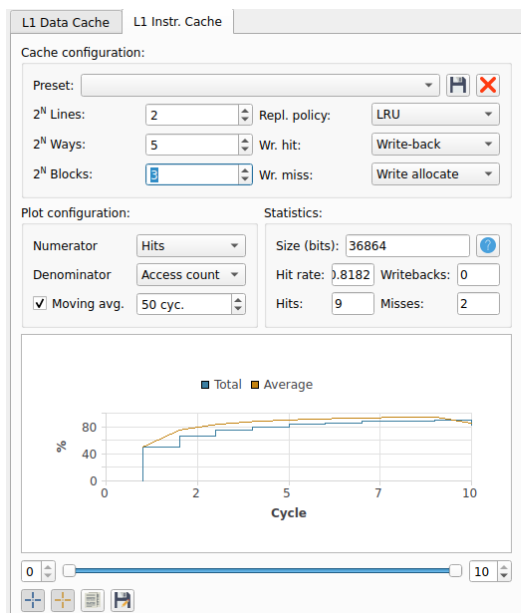 L1 Data Cache L1 Instr. Cache
Cache configuration:
Preset:
2^N Lines: 2 Repl. policy: LRU
2^N Ways: 5 Wr. hit: Write-back
2^N Blocks: 3 Wr. miss: Write allocate
Plot configuration: Statistics:
Numerator Hits Size (bits): 36864 ?
Denominator Access count Hit rate: 0.8182 Writebacks: 0
Moving avg. 50 cyc. Hits: 9 Misses: 2
Total Average
80
40
0
%
0 2 5 7 10
Cycle
0 10